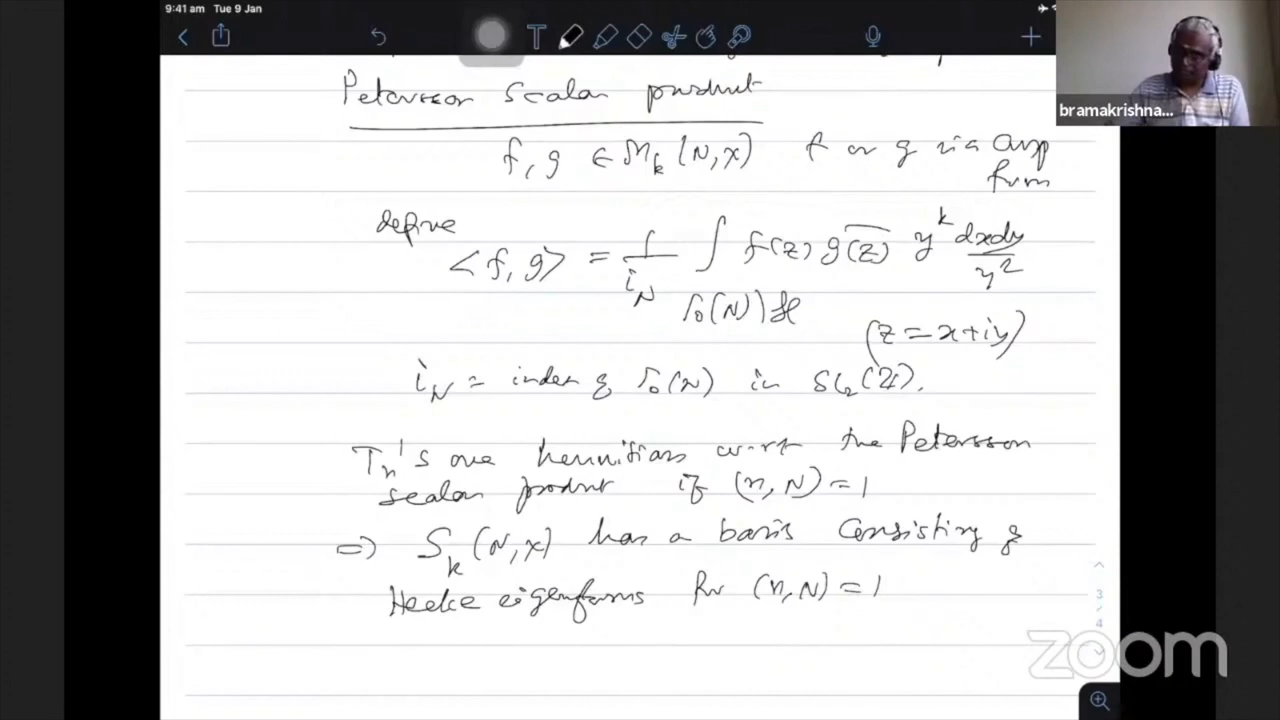 9:41 am Tue 9 Jan
bramakrishna...
Petersson scalar product
f, g ∈ M_k (N, χ) f or g is a cusp form
define
<f, g> = 1/i_N ∫_{Γ₀(N)\ℋ} f(z) \overline{g(z)} y^k dxdy/y²
(z = x+iy)
i_N = index of Γ₀(N) in SL₂(ℤ).
T_n's are hermitian w.r.t the Petersson
scalar product if (n, N) = 1
=> S_k (N, χ) has a basis consisting of
Hecke eigenforms for (n, N) = 1
3
/
4
zoom